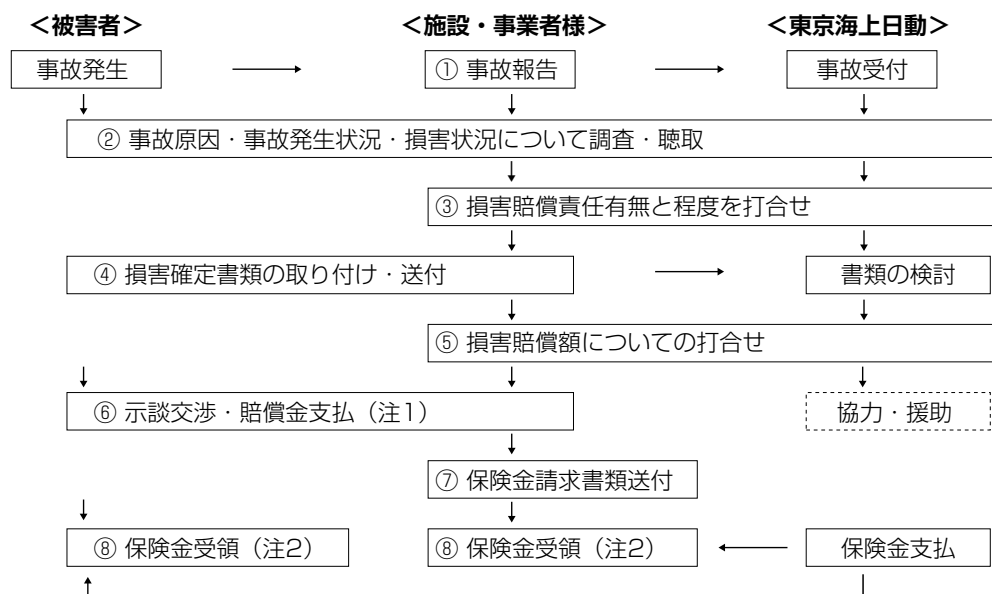 <被害者>
<施設・事業者様>
<東京海上日動>
事故発生
① 事故報告
事故受付
② 事故原因・事故発生状況・損害状況について調査・聴取
③ 損害賠償責任有無と程度を打合せ
④ 損害確定書類の取り付け・送付
書類の検討
⑤ 損害賠償額についての打合せ
⑥ 示談交渉・賠償金支払(注1)
協力・援助
⑦ 保険金請求書類送付
⑧ 保険金受領(注2)
⑧ 保険金受領(注2)
保険金支払